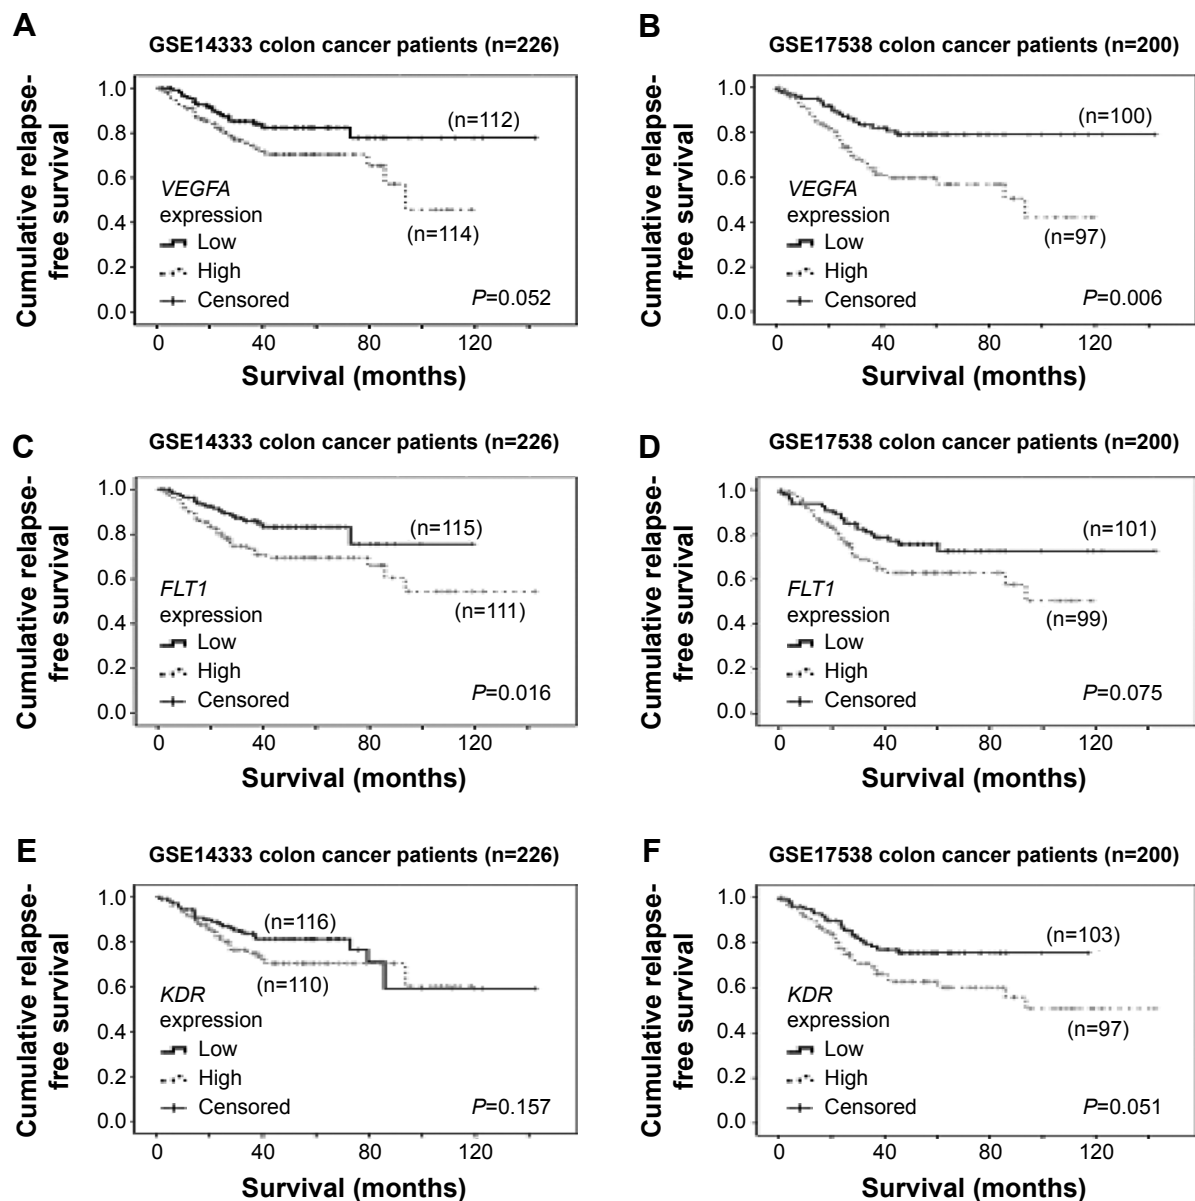 A
GSE14333 colon cancer patients (n=226)
Cumulative relapse-
free survival
1.0
0.8
0.6
0.4
0.2
0.0
(n=112)
VEGFA
expression
Low
High
Censored
(n=114)
P=0.052
0 40 80 120
Survival (months)
B
GSE17538 colon cancer patients (n=200)
Cumulative relapse-
free survival
1.0
0.8
0.6
0.4
0.2
0.0
(n=100)
VEGFA
expression
Low
High
Censored
(n=97)
P=0.006
0 40 80 120
Survival (months)
C
GSE14333 colon cancer patients (n=226)
Cumulative relapse-
free survival
1.0
0.8
0.6
0.4
0.2
0.0
(n=115)
FLT1
expression
Low
High
Censored
(n=111)
P=0.016
0 40 80 120
Survival (months)
D
GSE17538 colon cancer patients (n=200)
Cumulative relapse-
free survival
1.0
0.8
0.6
0.4
0.2
0.0
(n=101)
FLT1
expression
Low
High
Censored
(n=99)
P=0.075
0 40 80 120
Survival (months)
E
GSE14333 colon cancer patients (n=226)
Cumulative relapse-
free survival
1.0
0.8
0.6
0.4
0.2
0.0
(n=116)
(n=110)
KDR
expression
Low
High
Censored
P=0.157
0 40 80 120
Survival (months)
F
GSE17538 colon cancer patients (n=200)
Cumulative relapse-
free survival
1.0
0.8
0.6
0.4
0.2
0.0
(n=103)
KDR
expression
Low
High
Censored
(n=97)
P=0.051
0 40 80 120
Survival (months)